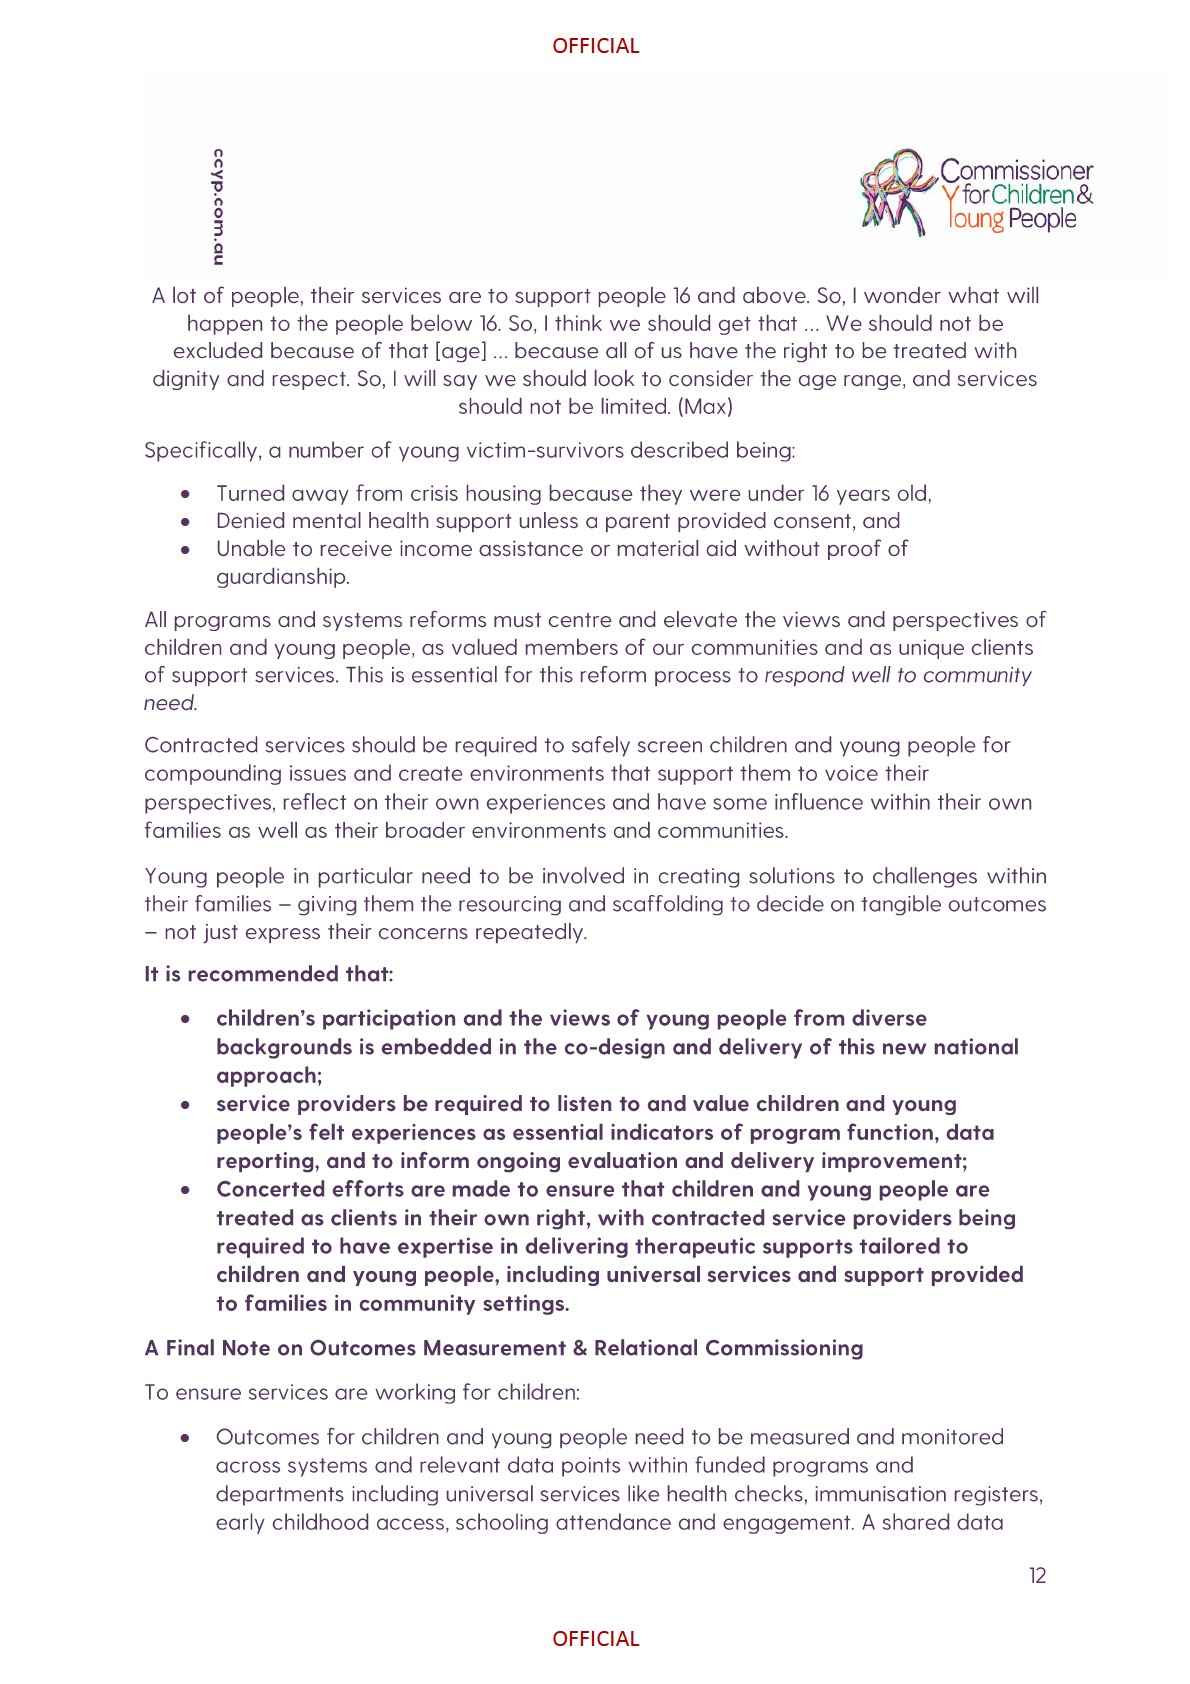 OFFICIAL
ccyp.com.au
Commissioner
for Children &
Young People
A lot of people, their services are to support people 16 and above. So, I wonder what will
happen to the people below 16. So, I think we should get that ... We should not be
excluded because of that [age] ... because all of us have the right to be treated with
dignity and respect. So, I will say we should look to consider the age range, and services
should not be limited. (Max)
Specifically, a number of young victim-survivors described being:
• Turned away from crisis housing because they were under 16 years old,
• Denied mental health support unless a parent provided consent, and
• Unable to receive income assistance or material aid without proof of
guardianship.
All programs and systems reforms must centre and elevate the views and perspectives of
children and young people, as valued members of our communities and as unique clients
of support services. This is essential for this reform process to respond well to community
need.
Contracted services should be required to safely screen children and young people for
compounding issues and create environments that support them to voice their
perspectives, reflect on their own experiences and have some influence within their own
families as well as their broader environments and communities.
Young people in particular need to be involved in creating solutions to challenges within
their families – giving them the resourcing and scaffolding to decide on tangible outcomes
– not just express their concerns repeatedly.
It is recommended that:
• children’s participation and the views of young people from diverse
backgrounds is embedded in the co-design and delivery of this new national
approach;
• service providers be required to listen to and value children and young
people’s felt experiences as essential indicators of program function, data
reporting, and to inform ongoing evaluation and delivery improvement;
• Concerted efforts are made to ensure that children and young people are
treated as clients in their own right, with contracted service providers being
required to have expertise in delivering therapeutic supports tailored to
children and young people, including universal services and support provided
to families in community settings.
A Final Note on Outcomes Measurement & Relational Commissioning
To ensure services are working for children:
• Outcomes for children and young people need to be measured and monitored
across systems and relevant data points within funded programs and
departments including universal services like health checks, immunisation registers,
early childhood access, schooling attendance and engagement. A shared data
12
OFFICIAL